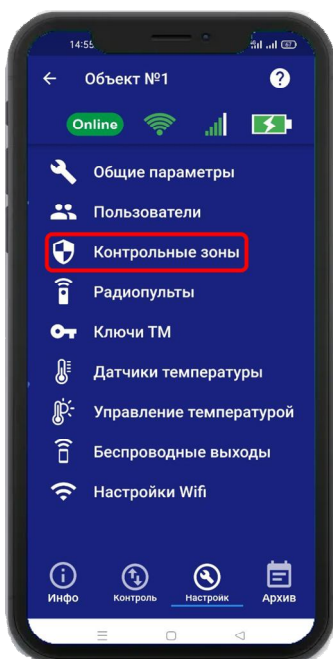 14:55
Объект №1
?
Online
Общие параметры
Пользователи
Контрольные зоны
Радиопульты
Ключи ТМ
Датчики температуры
Управление температурой
Беспроводные выходы
Настройки Wifi
Инфо
Контроль
Настройк
Архив